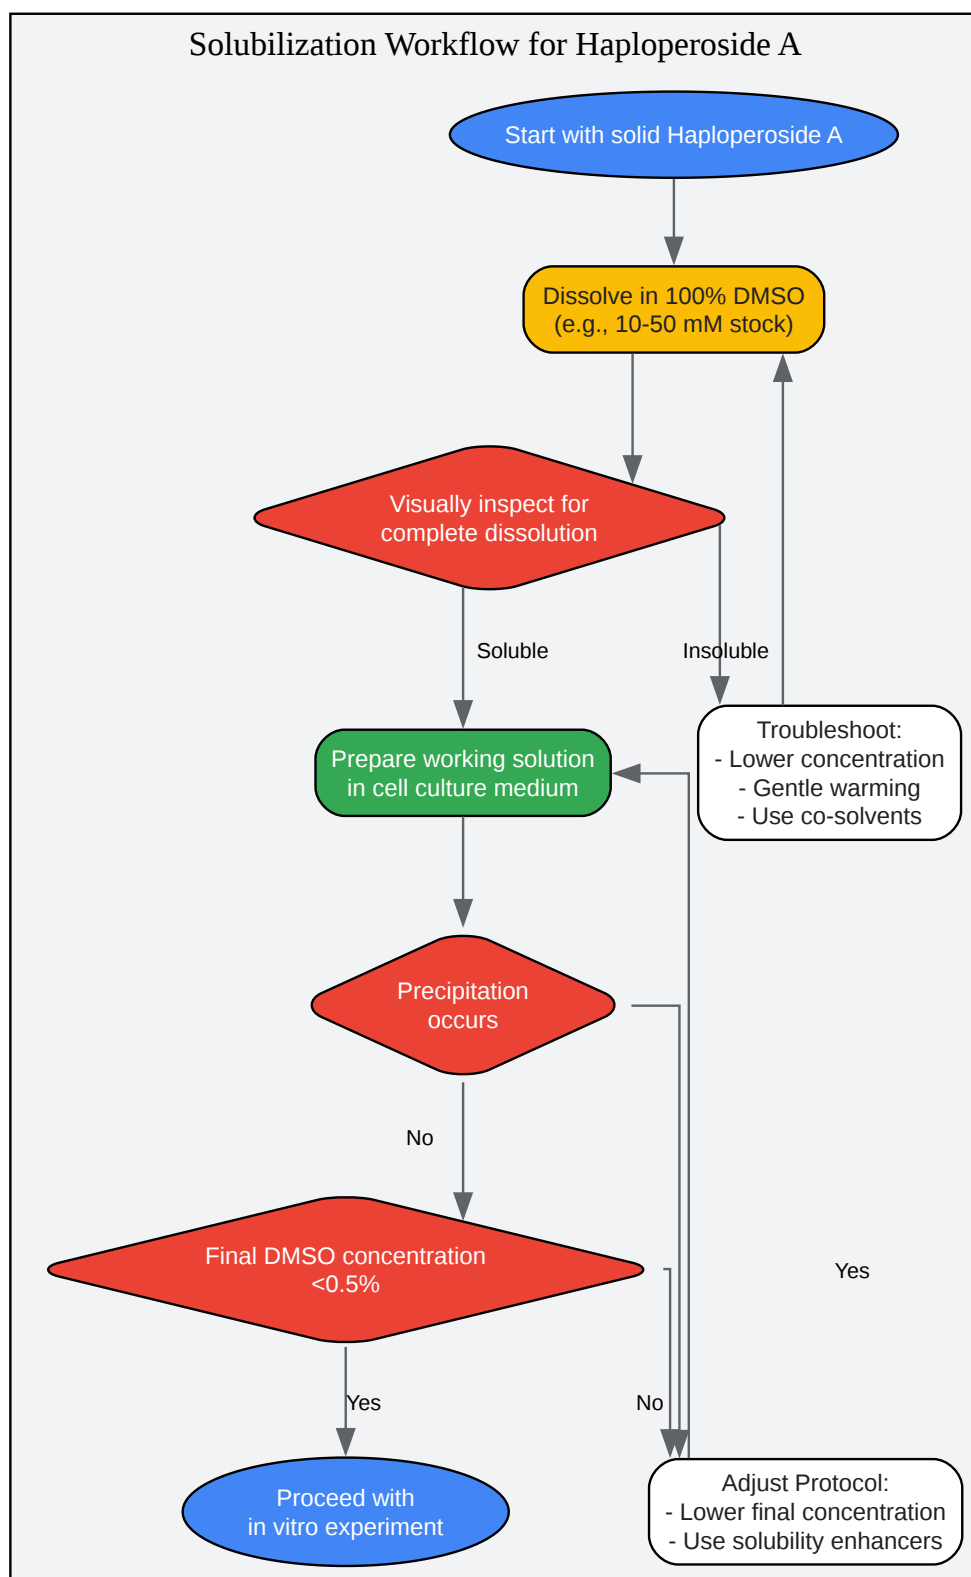 Solubilization Workflow for Haploperoside A
Start with solid Haploperoside A
Dissolve in 100% DMSO
(e.g., 10-50 mM stock)
Visually inspect for
complete dissolution
Soluble
Insoluble
Troubleshoot:
- Lower concentration
- Gentle warming
- Use co-solvents
Prepare working solution
in cell culture medium
Precipitation
occurs
No
Final DMSO concentration
<0.5%
Yes
Yes
No
Proceed with
in vitro experiment
Adjust Protocol:
- Lower final concentration
- Use solubility enhancers